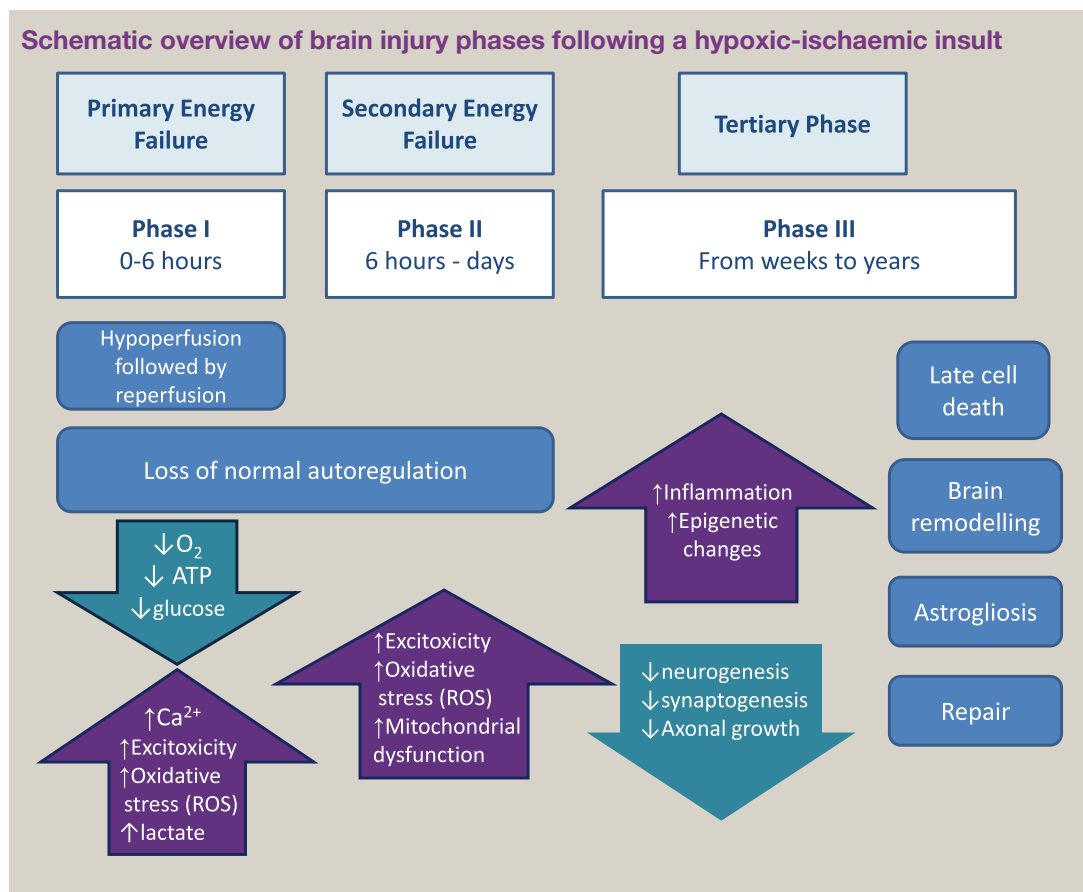 Schematic overview of brain injury phases following a hypoxic-ischaemic insult
Primary Energy
Failure
Secondary Energy
Failure
Tertiary Phase
Phase I
0-6 hours
Phase II
6 hours - days
Phase III
From weeks to years
Hypoperfusion
followed by
reperfusion
Loss of normal autoregulation
↓O₂
↓ ATP
↓glucose
↑Ca²⁺
↑Excitoxicity
↑Oxidative
stress (ROS)
↑lactate
↑Excitoxicity
↑Oxidative
stress (ROS)
↑Mitochondrial
dysfunction
↑Inflammation
↑Epigenetic
changes
↓neurogenesis
↓synaptogenesis
↓Axonal growth
Late cell
death
Brain
remodelling
Astrogliosis
Repair